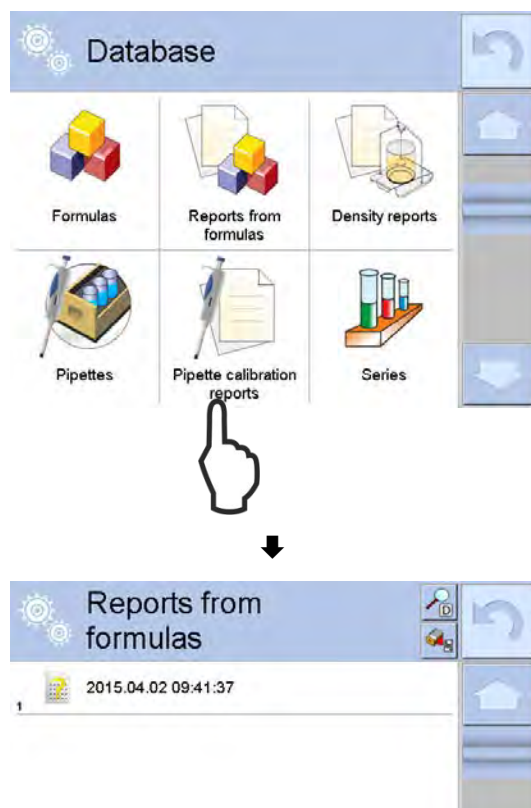 Database
Formulas
Reports from
formulas
Density reports
Pipettes
Pipette calibration
reports
Series
Reports from
formulas
D
1
2015.04.02 09:41:37